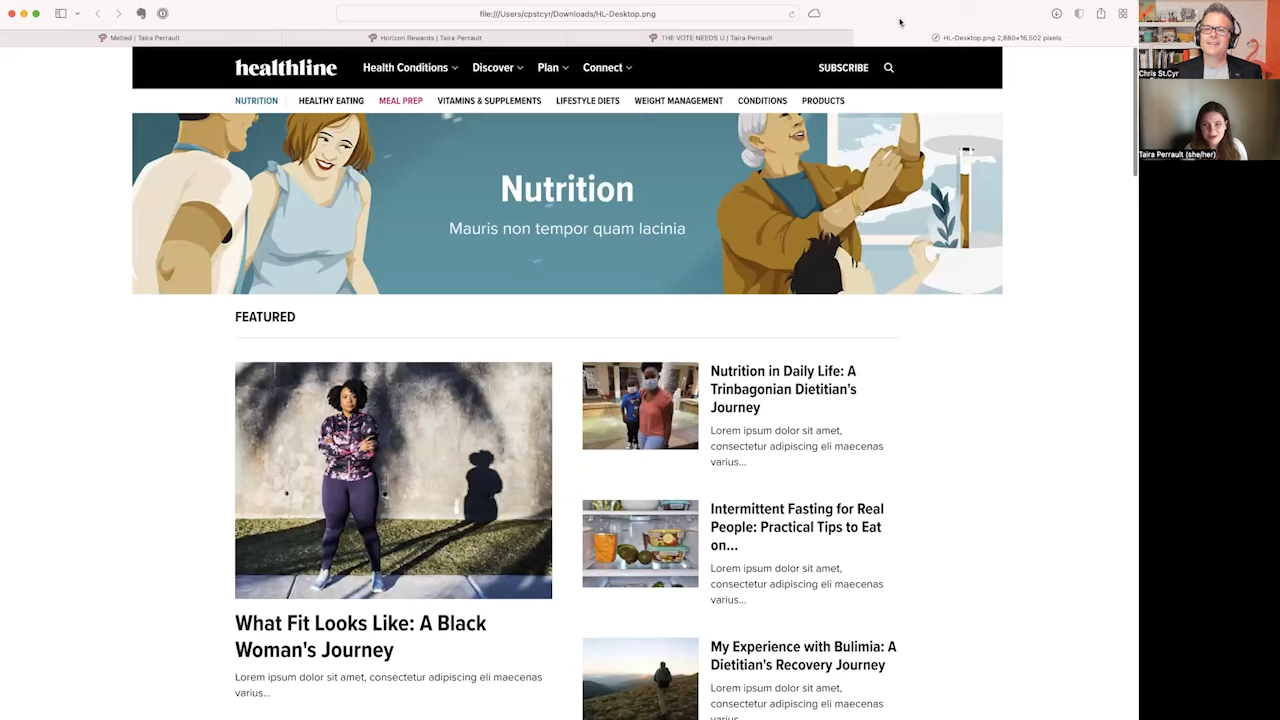 file:///Users/cpstcyr/Downloads/HL-Desktop.png
Melted | Taira Perrault
Horizon Rewards | Taira Perrault
THE VOTE NEEDS U | Taira Perrault
HL-Desktop.png 2,880×16,502 pixels
healthline
Health Conditions
Discover
Plan
Connect
SUBSCRIBE
NUTRITION
HEALTHY EATING
MEAL PREP
VITAMINS & SUPPLEMENTS
LIFESTYLE DIETS
WEIGHT MANAGEMENT
CONDITIONS
PRODUCTS
Nutrition
Mauris non tempor quam lacinia
FEATURED
What Fit Looks Like: A Black
Woman's Journey
Lorem ipsum dolor sit amet, consectetur adipiscing eli maecenas
varius...
Nutrition in Daily Life: A
Trinbagonian Dietitian's
Journey
Lorem ipsum dolor sit amet,
consectetur adipiscing eli maecenas
varius...
Intermittent Fasting for Real
People: Practical Tips to Eat
on...
Lorem ipsum dolor sit amet,
consectetur adipiscing eli maecenas
varius...
My Experience with Bulimia: A
Dietitian's Recovery Journey
Lorem ipsum dolor sit amet,
consectetur adipiscing eli maecenas
varius
Chris St.Cyr
Taira Perrault (she/her)